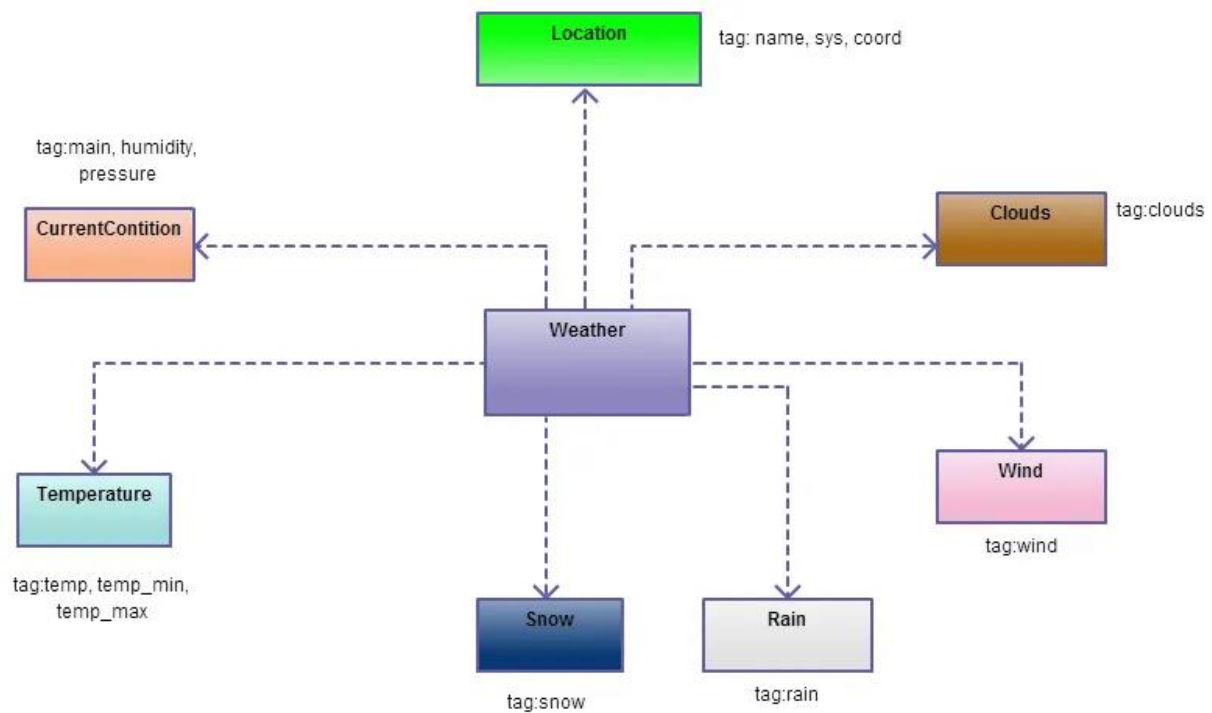 Location
tag: name, sys, coord
tag:main, humidity,
pressure
CurrentContition
Clouds
tag:clouds
Weather
Temperature
tag:temp, temp_min,
temp_max
Wind
tag:wind
Snow
tag:snow
Rain
tag:rain